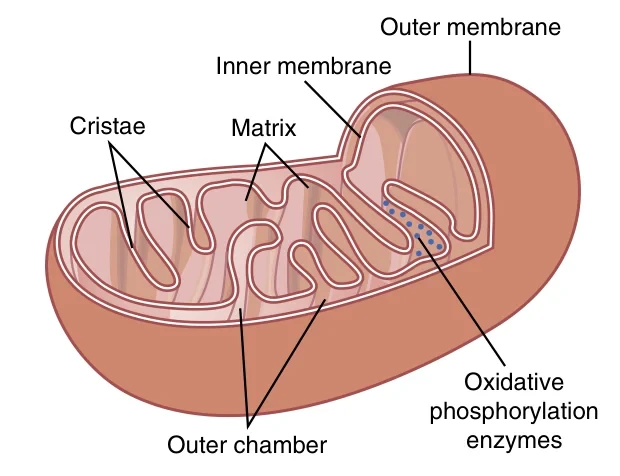 Outer membrane
Inner membrane
Cristae
Matrix
Oxidative
phosphorylation
enzymes
Outer chamber